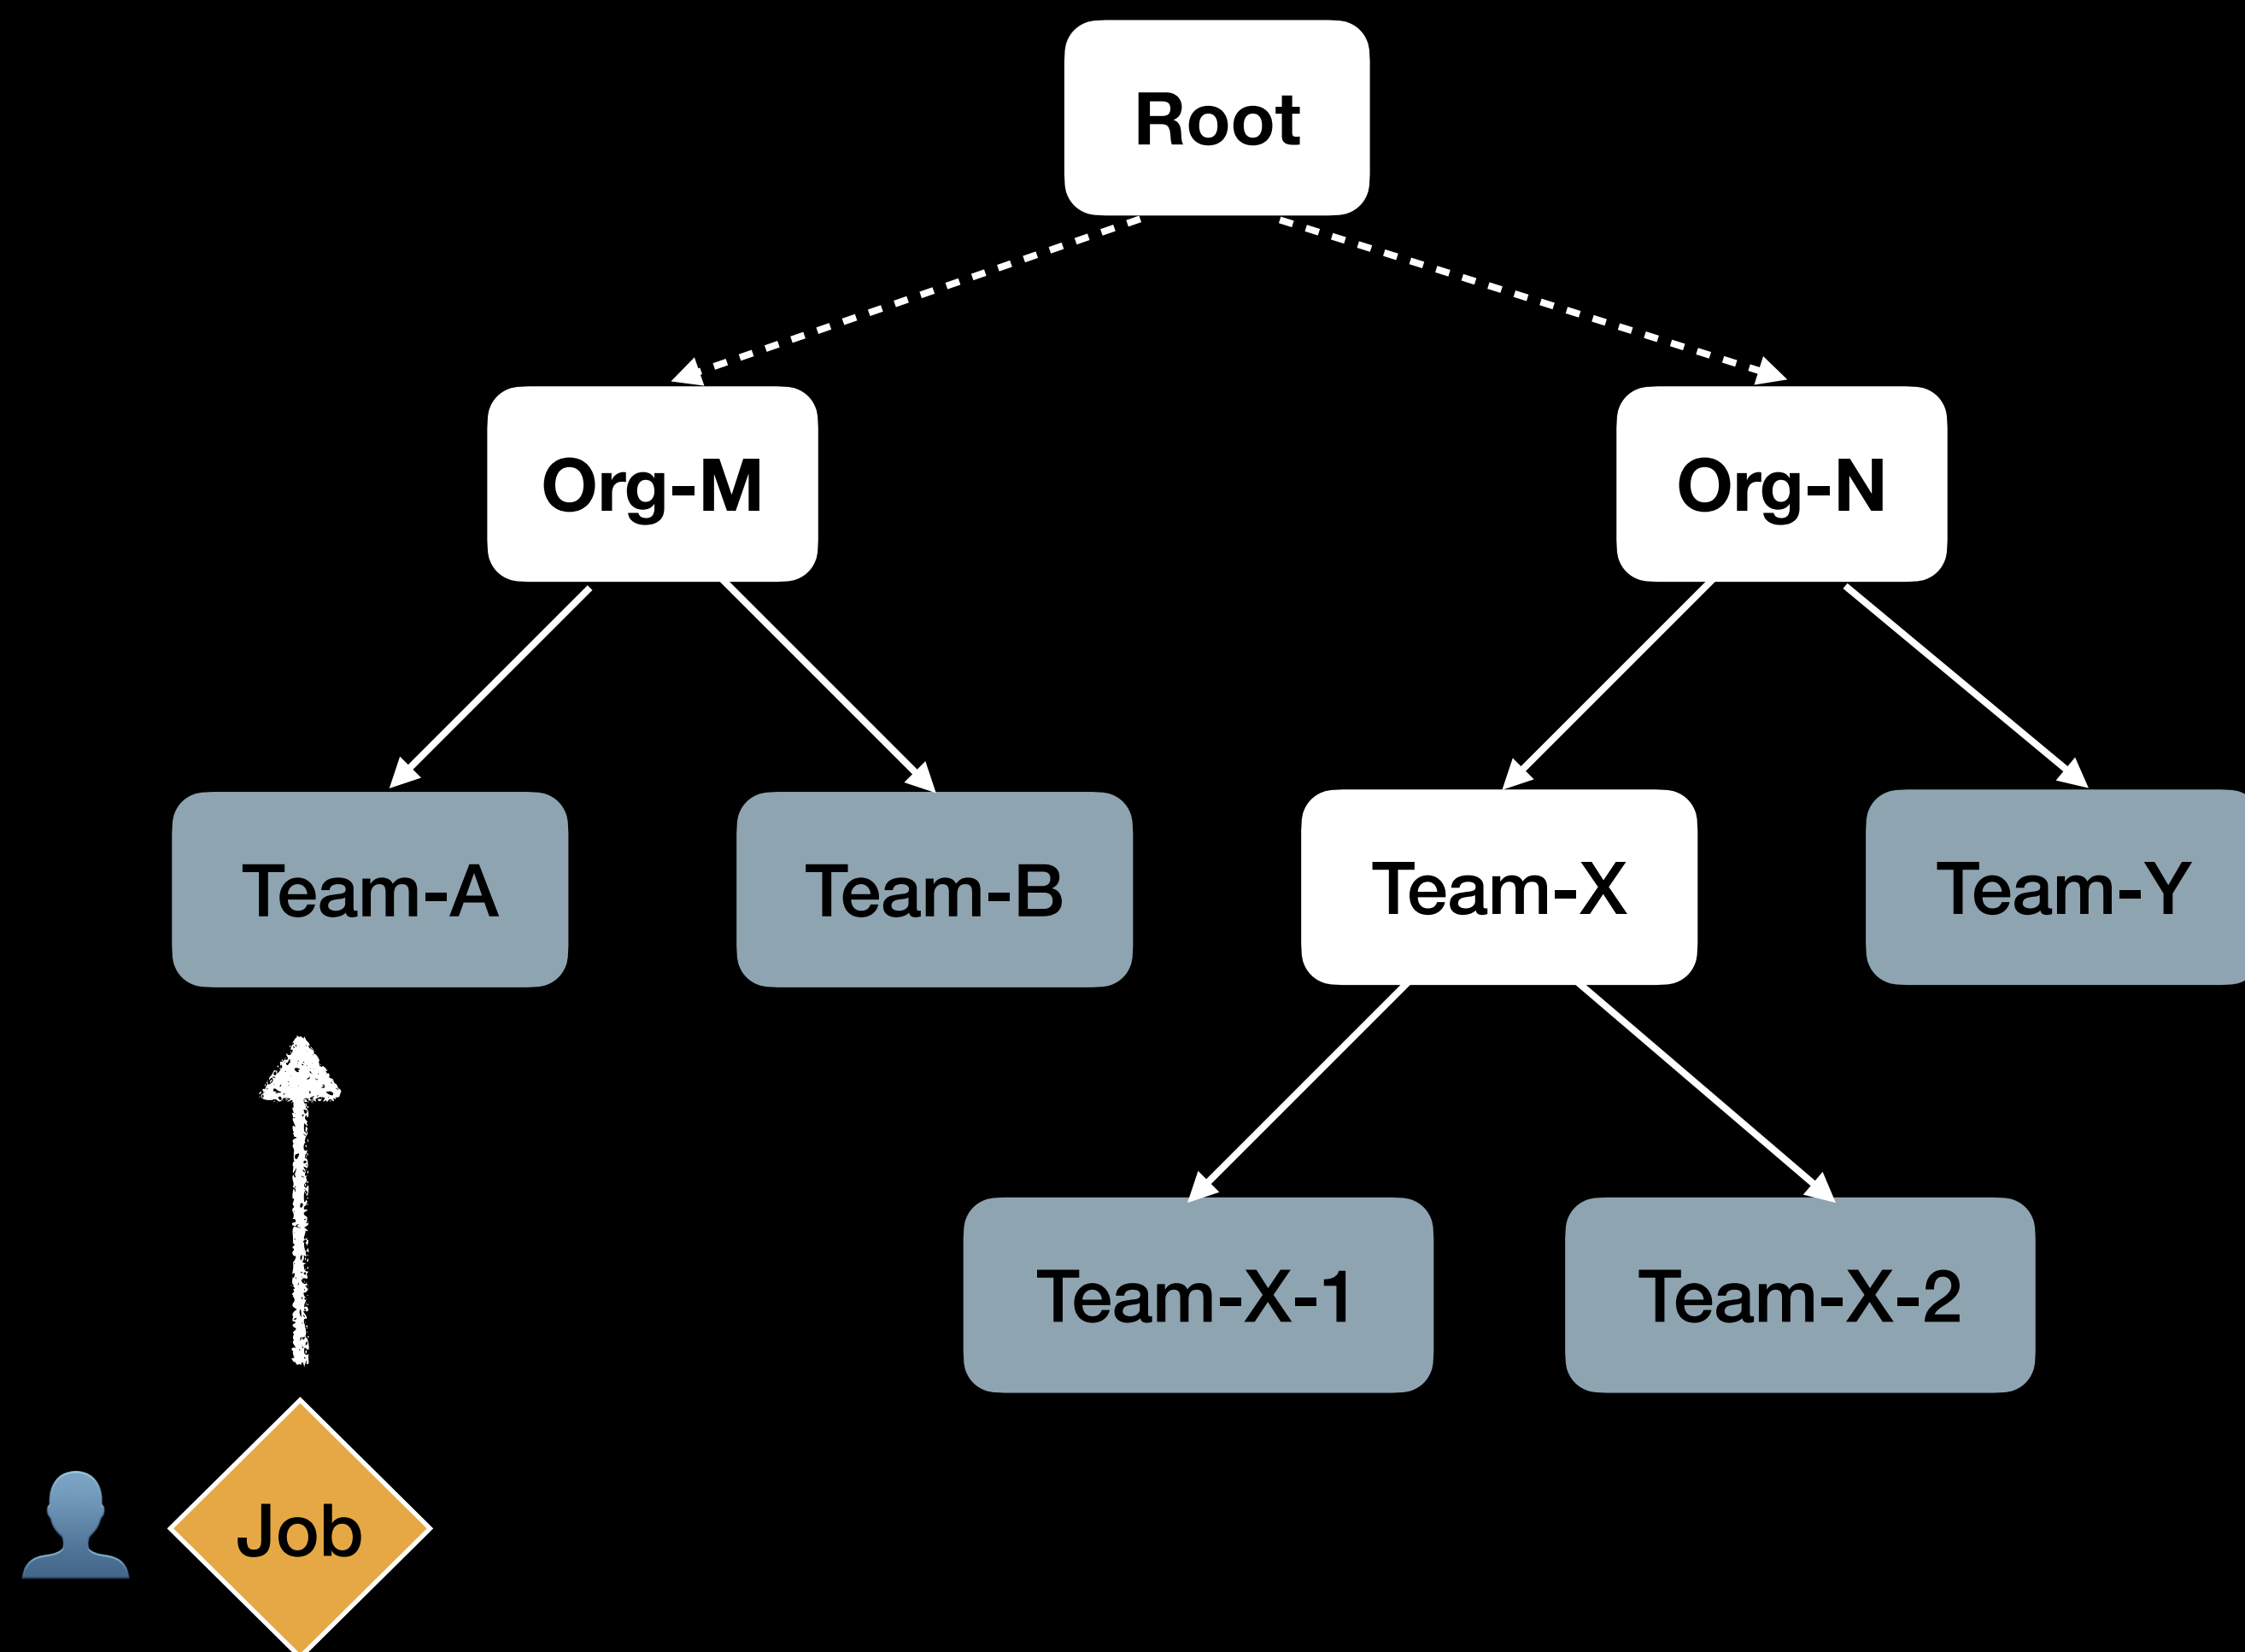 Root
Org-M
Org-N
Team-A
Team-B
Team-X
Team-Y
Team-X-1
Team-X-2
Job